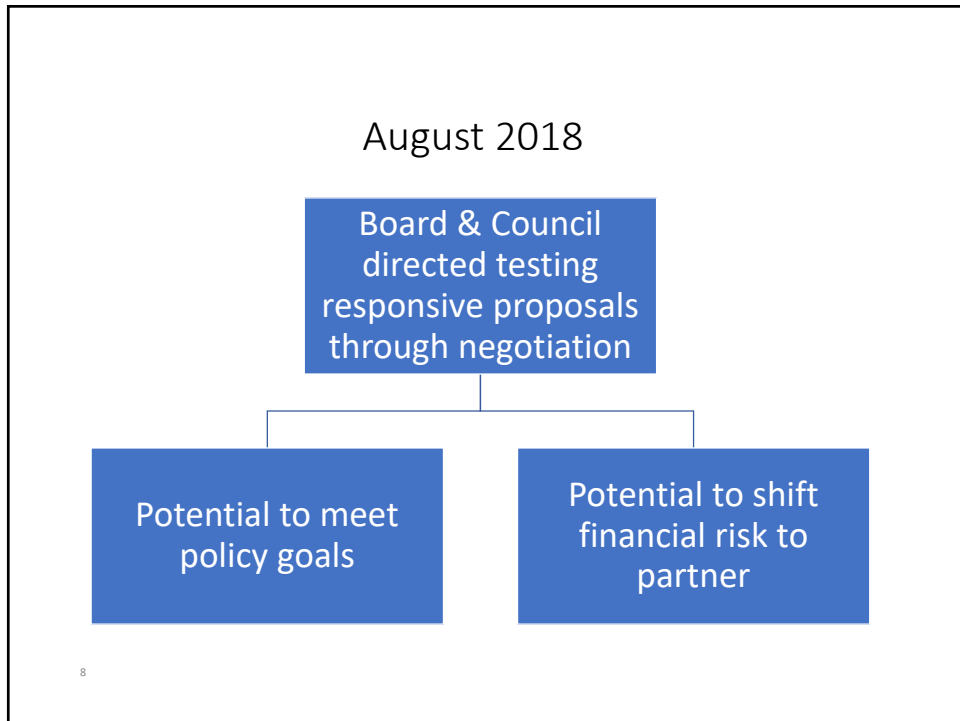 August 2018
Board & Council
directed testing
responsive proposals
through negotiation
Potential to meet
policy goals
Potential to shift
financial risk to
partner
8